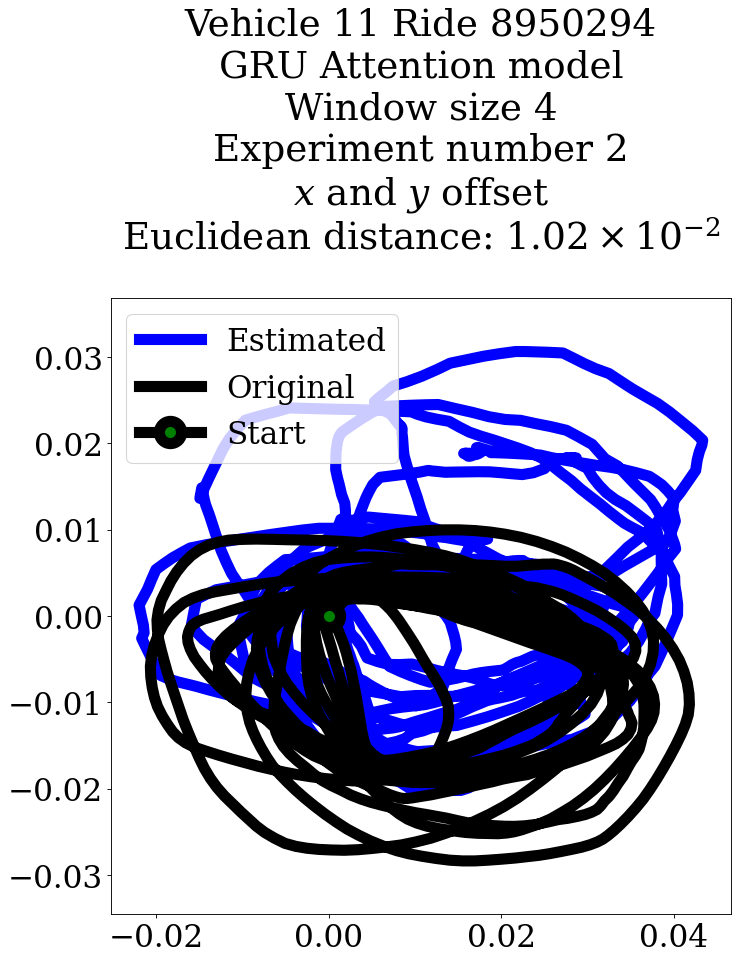 Vehicle 11 Ride 8950294
GRU Attention model
Window size 4
Experiment number 2
x and y offset
Euclidean distance: 1.02 × 10⁻²
Estimated
Original
Start
0.03
0.02
0.01
0.00
−0.01
−0.02
−0.03
−0.02 0.00 0.02 0.04